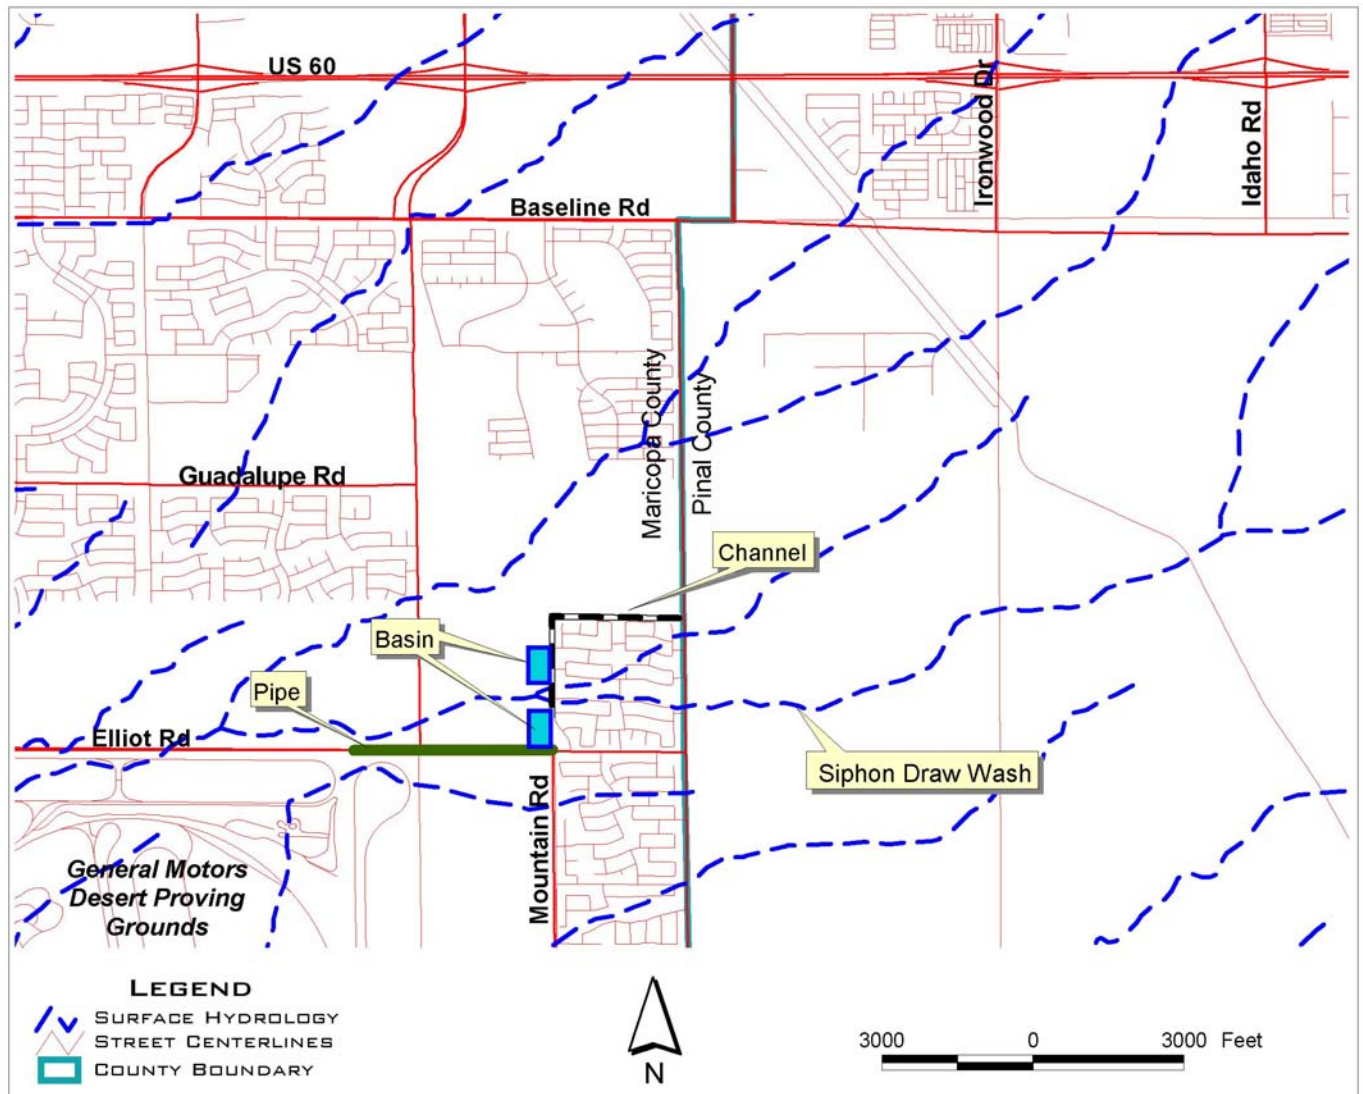 US 60
Ironwood Dr
Idaho Rd
Baseline Rd
Maricopa County
Pinal County
Guadalupe Rd
Channel
Basin
Pipe
Elliot Rd
Siphon Draw Wash
Mountain Rd
General Motors
Desert Proving
Grounds
LEGEND
SURFACE HYDROLOGY
STREET CENTERLINES
COUNTY BOUNDARY
N
3000 0 3000 Feet